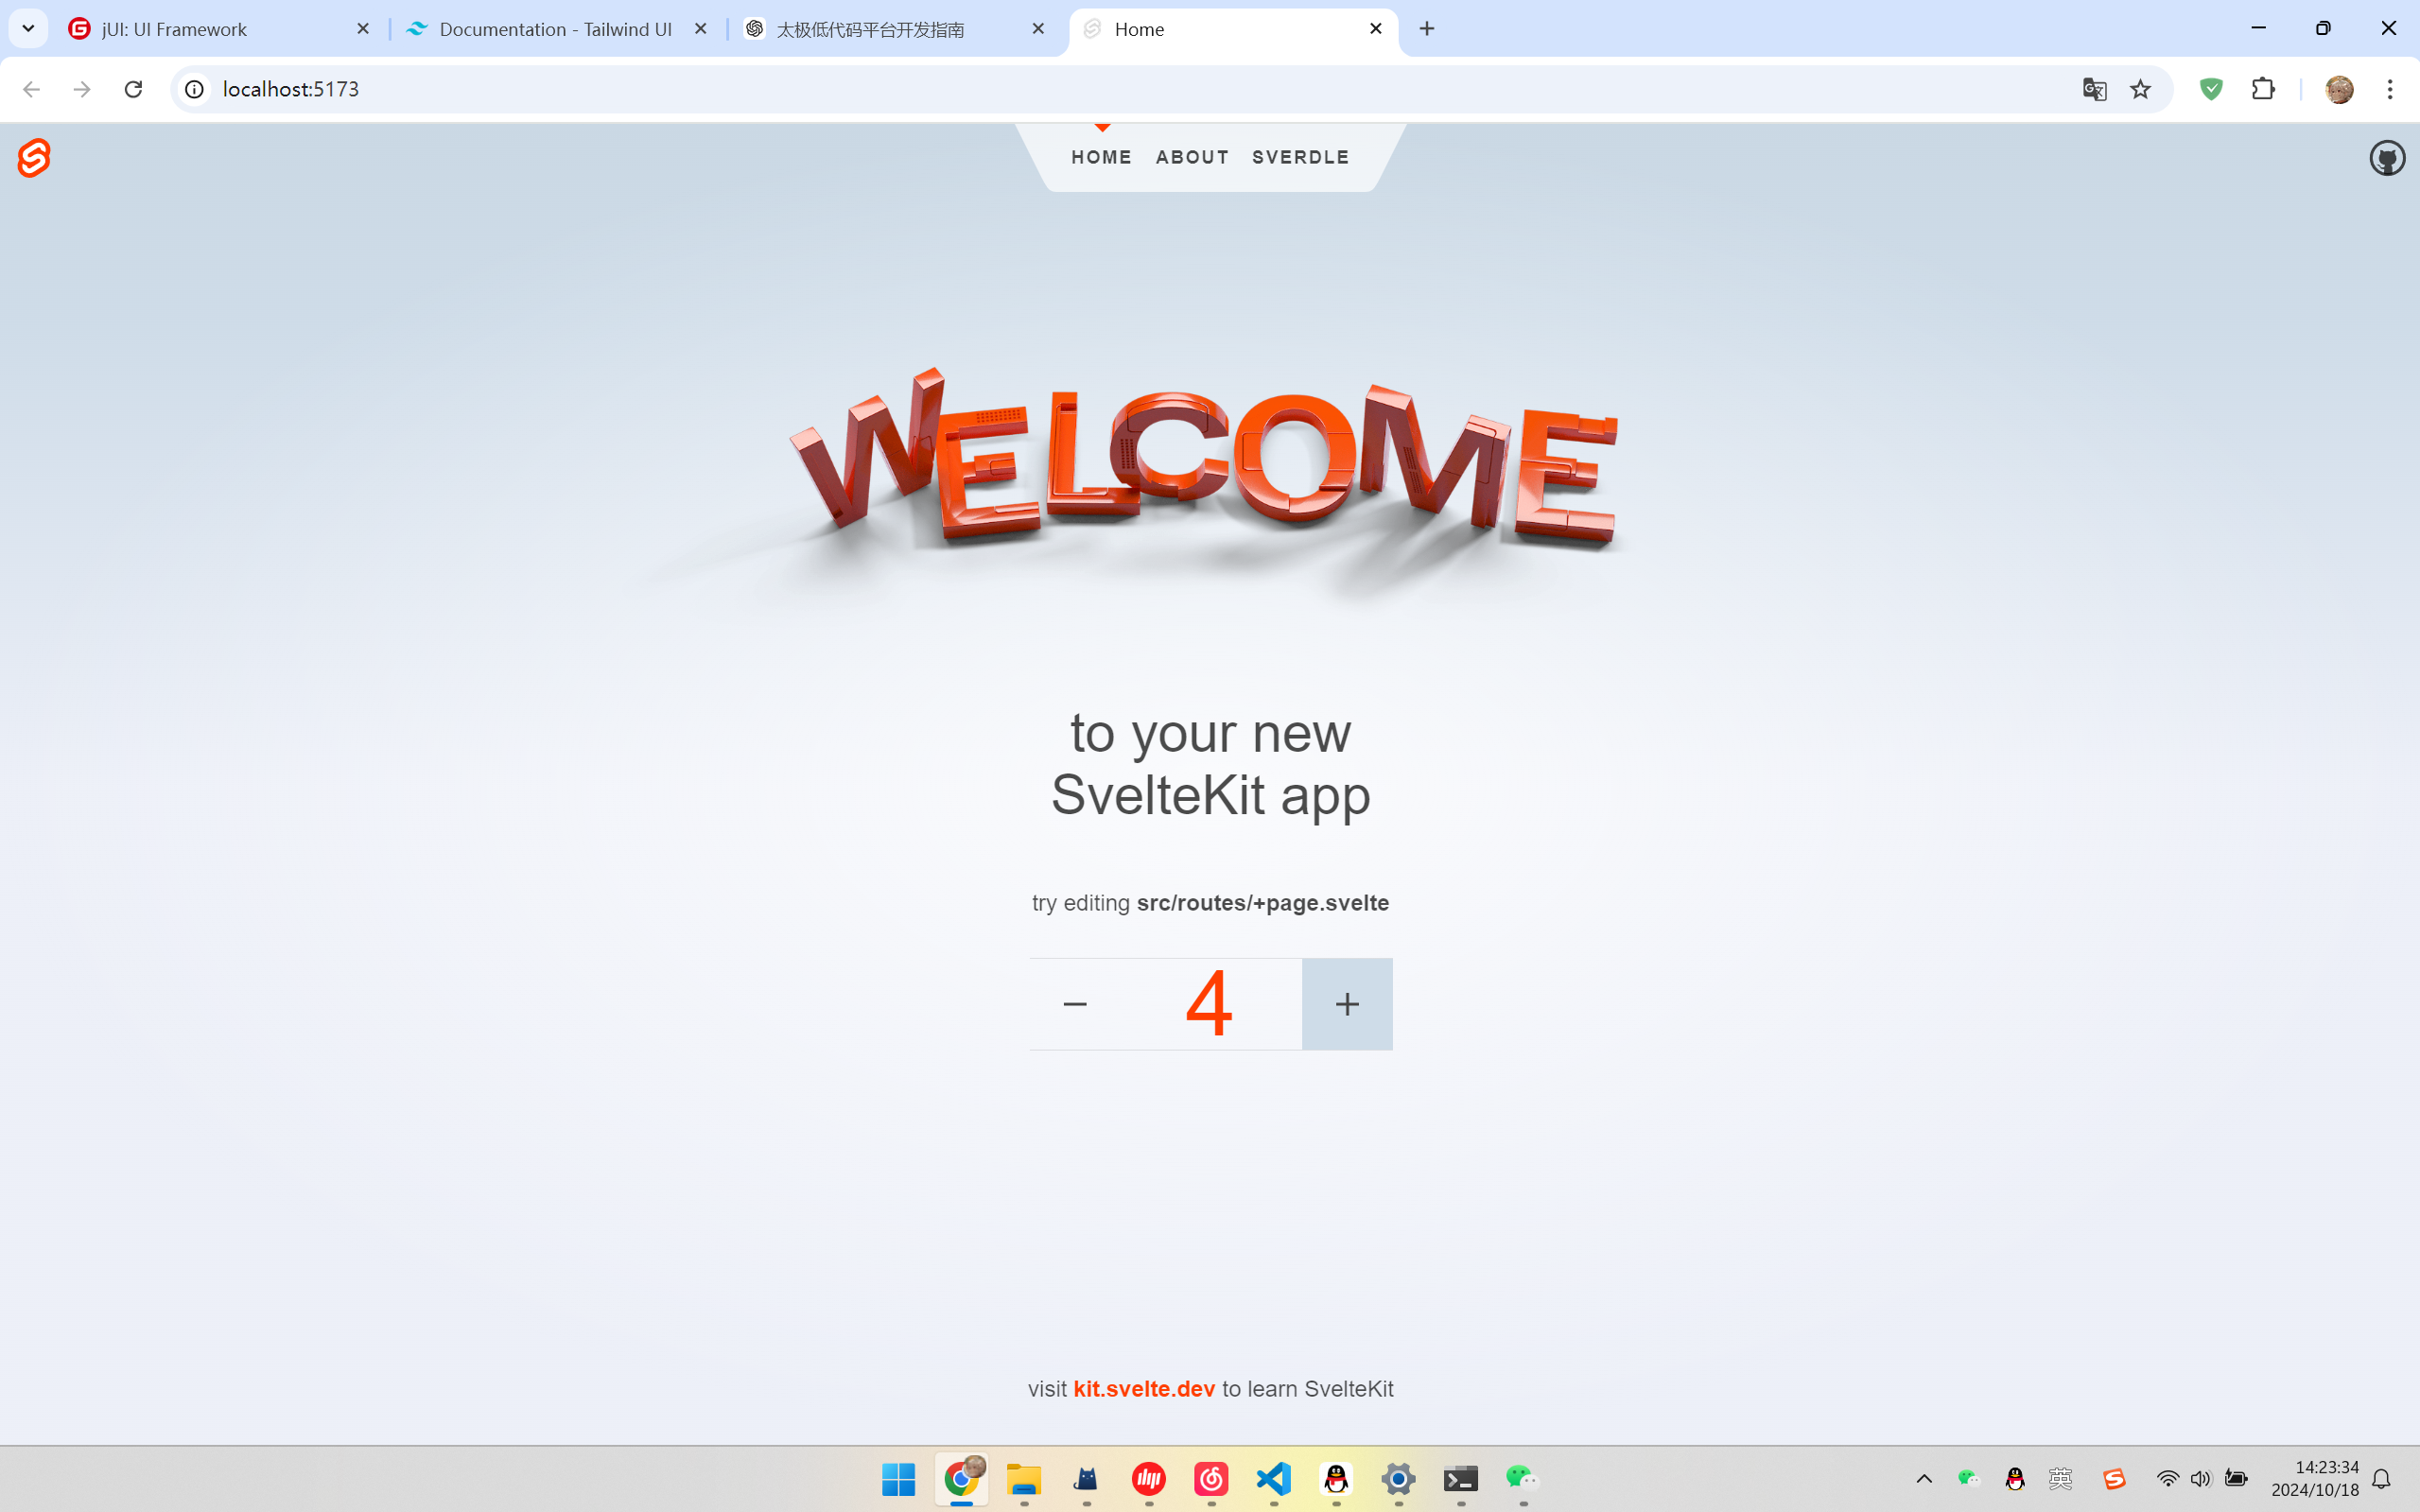 jUI: UI Framework
Documentation - Tailwind UI
太极低代码平台开发指南
Home
localhost:5173
HOME ABOUT SVERDLE
WELCOME
to your new
SvelteKit app
try editing src/routes/+page.svelte
4
visit kit.svelte.dev to learn SvelteKit
英
14:23:34
2024/10/18